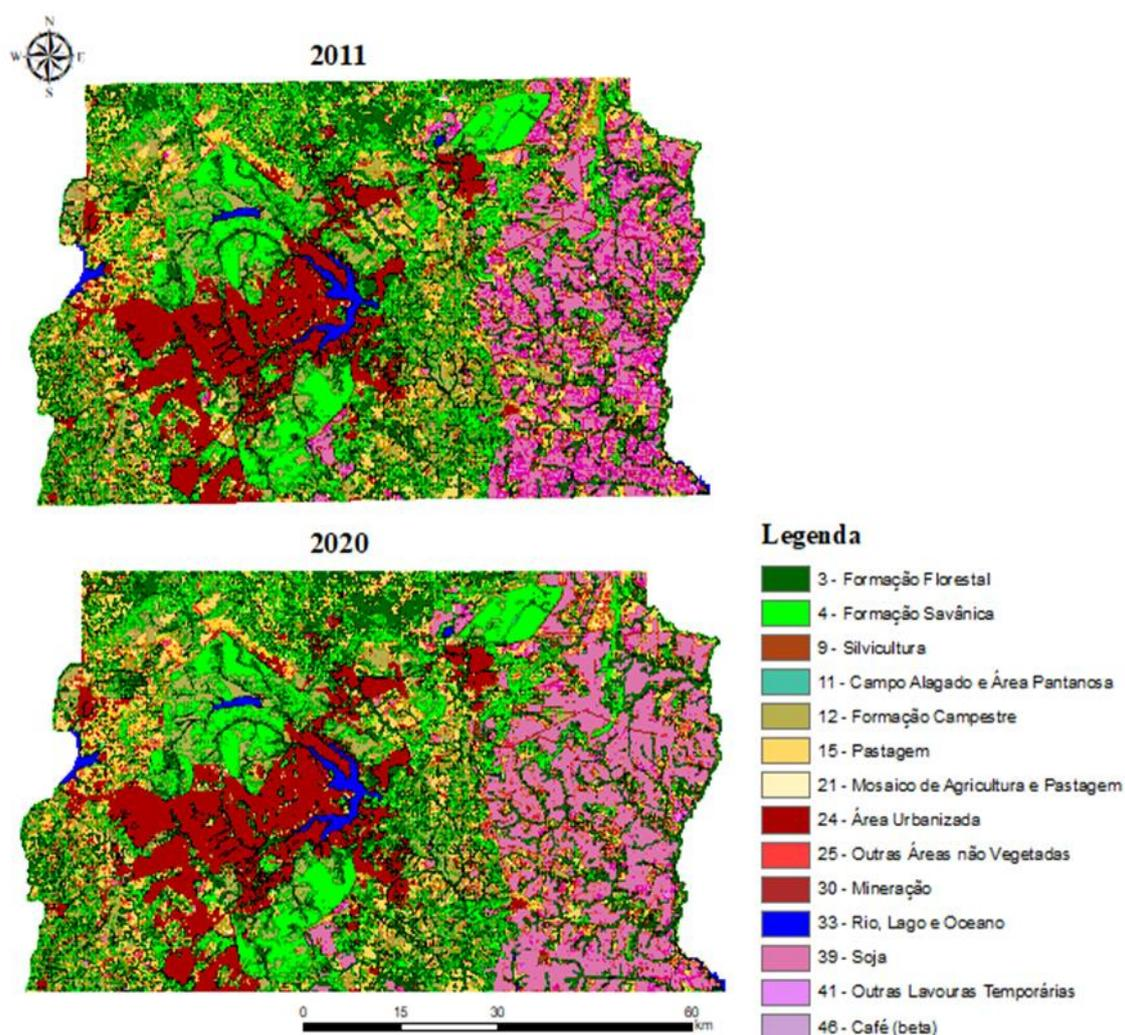 N
W E
S
2011
2020
Legenda
3 - Formação Florestal
4 - Formação Savânica
9 - Silvicultura
11 - Campo Alagado e Área Pantanosa
12 - Formação Campestre
15 - Pastagem
21 - Mosaico de Agricultura e Pastagem
24 - Área Urbanizada
25 - Outras Áreas não Vegetadas
30 - Mineração
33 - Rio, Lago e Oceano
39 - Soja
41 - Outras Lavouras Temporárias
46 - Café (beta)
0 15 30 60
km